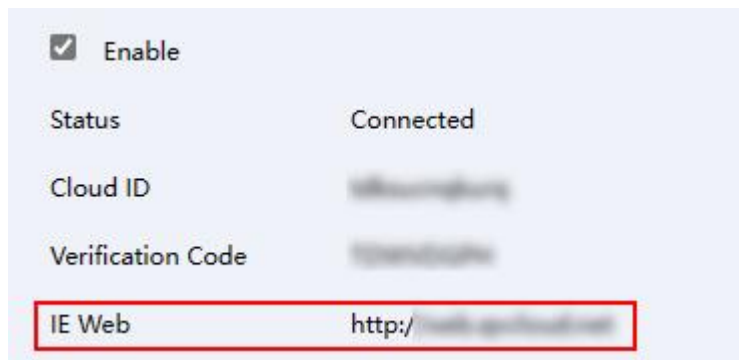 Enable
Status Connected
Cloud ID
Verification Code
IE Web http:/